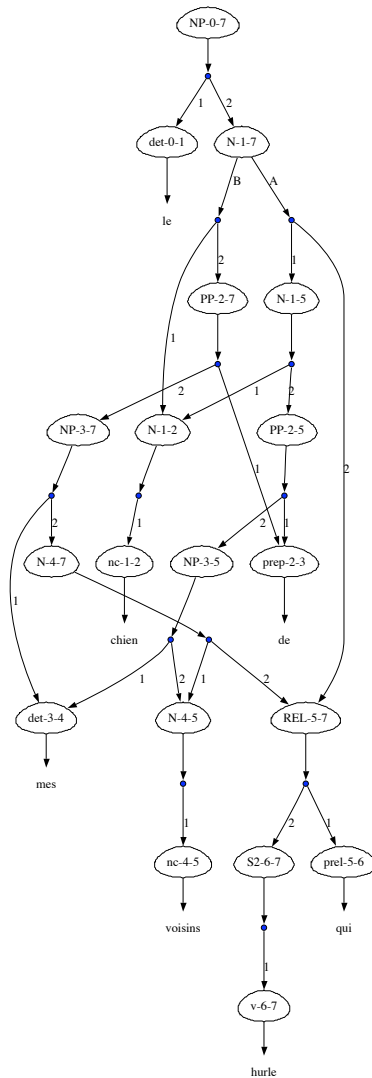 NP-0-7
1 2
det-0-1 N-1-7
B A
le
2 1
PP-2-7 N-1-5
1
2 1 2
NP-3-7 N-1-2 PP-2-5
1 2
2 1 2 1
N-4-7 nc-1-2 NP-3-5 prep-2-3
1
chien de
1 2 1 2
det-3-4 N-4-5 REL-5-7
mes
1 2 1
nc-4-5 S2-6-7 prel-5-6
voisins qui
1
v-6-7
hurle